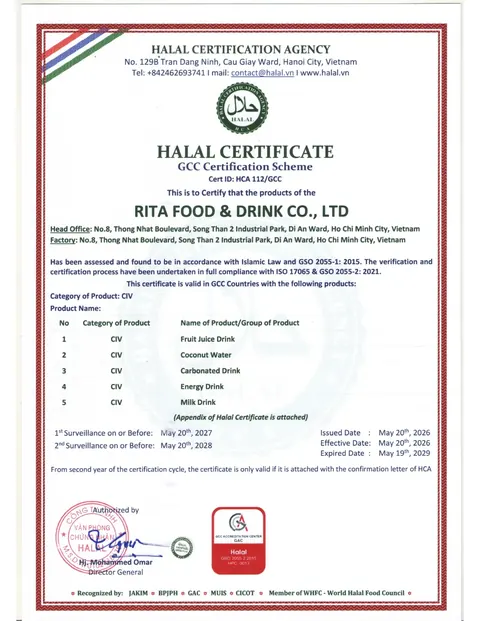 HALAL CERTIFICATION AGENCY
No. 129B Tran Dang Ninh, Cau Giay Ward, Hanoi City, Vietnam
Tel: +842462693741 I mail: contact@halal.vn I www.halal.vn
HALAL CERTIFICATION AGENCY
حلال
HALAL
H C A
HALAL CERTIFICATE
GCC Certification Scheme
Cert ID: HCA 112/GCC
This is to Certify that the products of the
RITA FOOD & DRINK CO., LTD
Head Office: No.8, Thong Nhat Boulevard, Song Than 2 Industrial Park, Di An Ward, Ho Chi Minh City, Vietnam
Factory: No.8, Thong Nhat Boulevard, Song Than 2 Industrial Park, Di An Ward, Ho Chi Minh City, Vietnam
Has been assessed and found to be in accordance with Islamic Law and GSO 2055-1: 2015. The verification and
certification process have been undertaken in full compliance with ISO 17065 & GSO 2055-2: 2021.
This certificate is valid in GCC Countries with the following products:
Category of Product: CIV
Product Name:
No Category of Product Name of Product/Group of Product
1 CIV Fruit Juice Drink
2 CIV Coconut Water
3 CIV Carbonated Drink
4 CIV Energy Drink
5 CIV Milk Drink
(Appendix of Halal Certificate is attached)
1st Surveillance on or Before: May 20th, 2027
2nd Surveillance on or Before: May 20th, 2028
Issued Date : May 20th, 2026
Effective Date: May 20th, 2026
Expired Date : May 19th, 2029
From second year of the certification cycle, the certificate is only valid if it is attached with the confirmation letter of HCA
Authorized by
VĂN PHÒNG
CHỨNG NHẬN
HALAL
Hj. Mohammed Omar
Director General
GCC ACCREDITATION CENTER
GAC
Halal
Recognized by: JAKIM BPJPH GAC MUIS CICOT Member of WHFC - World Halal Food Council